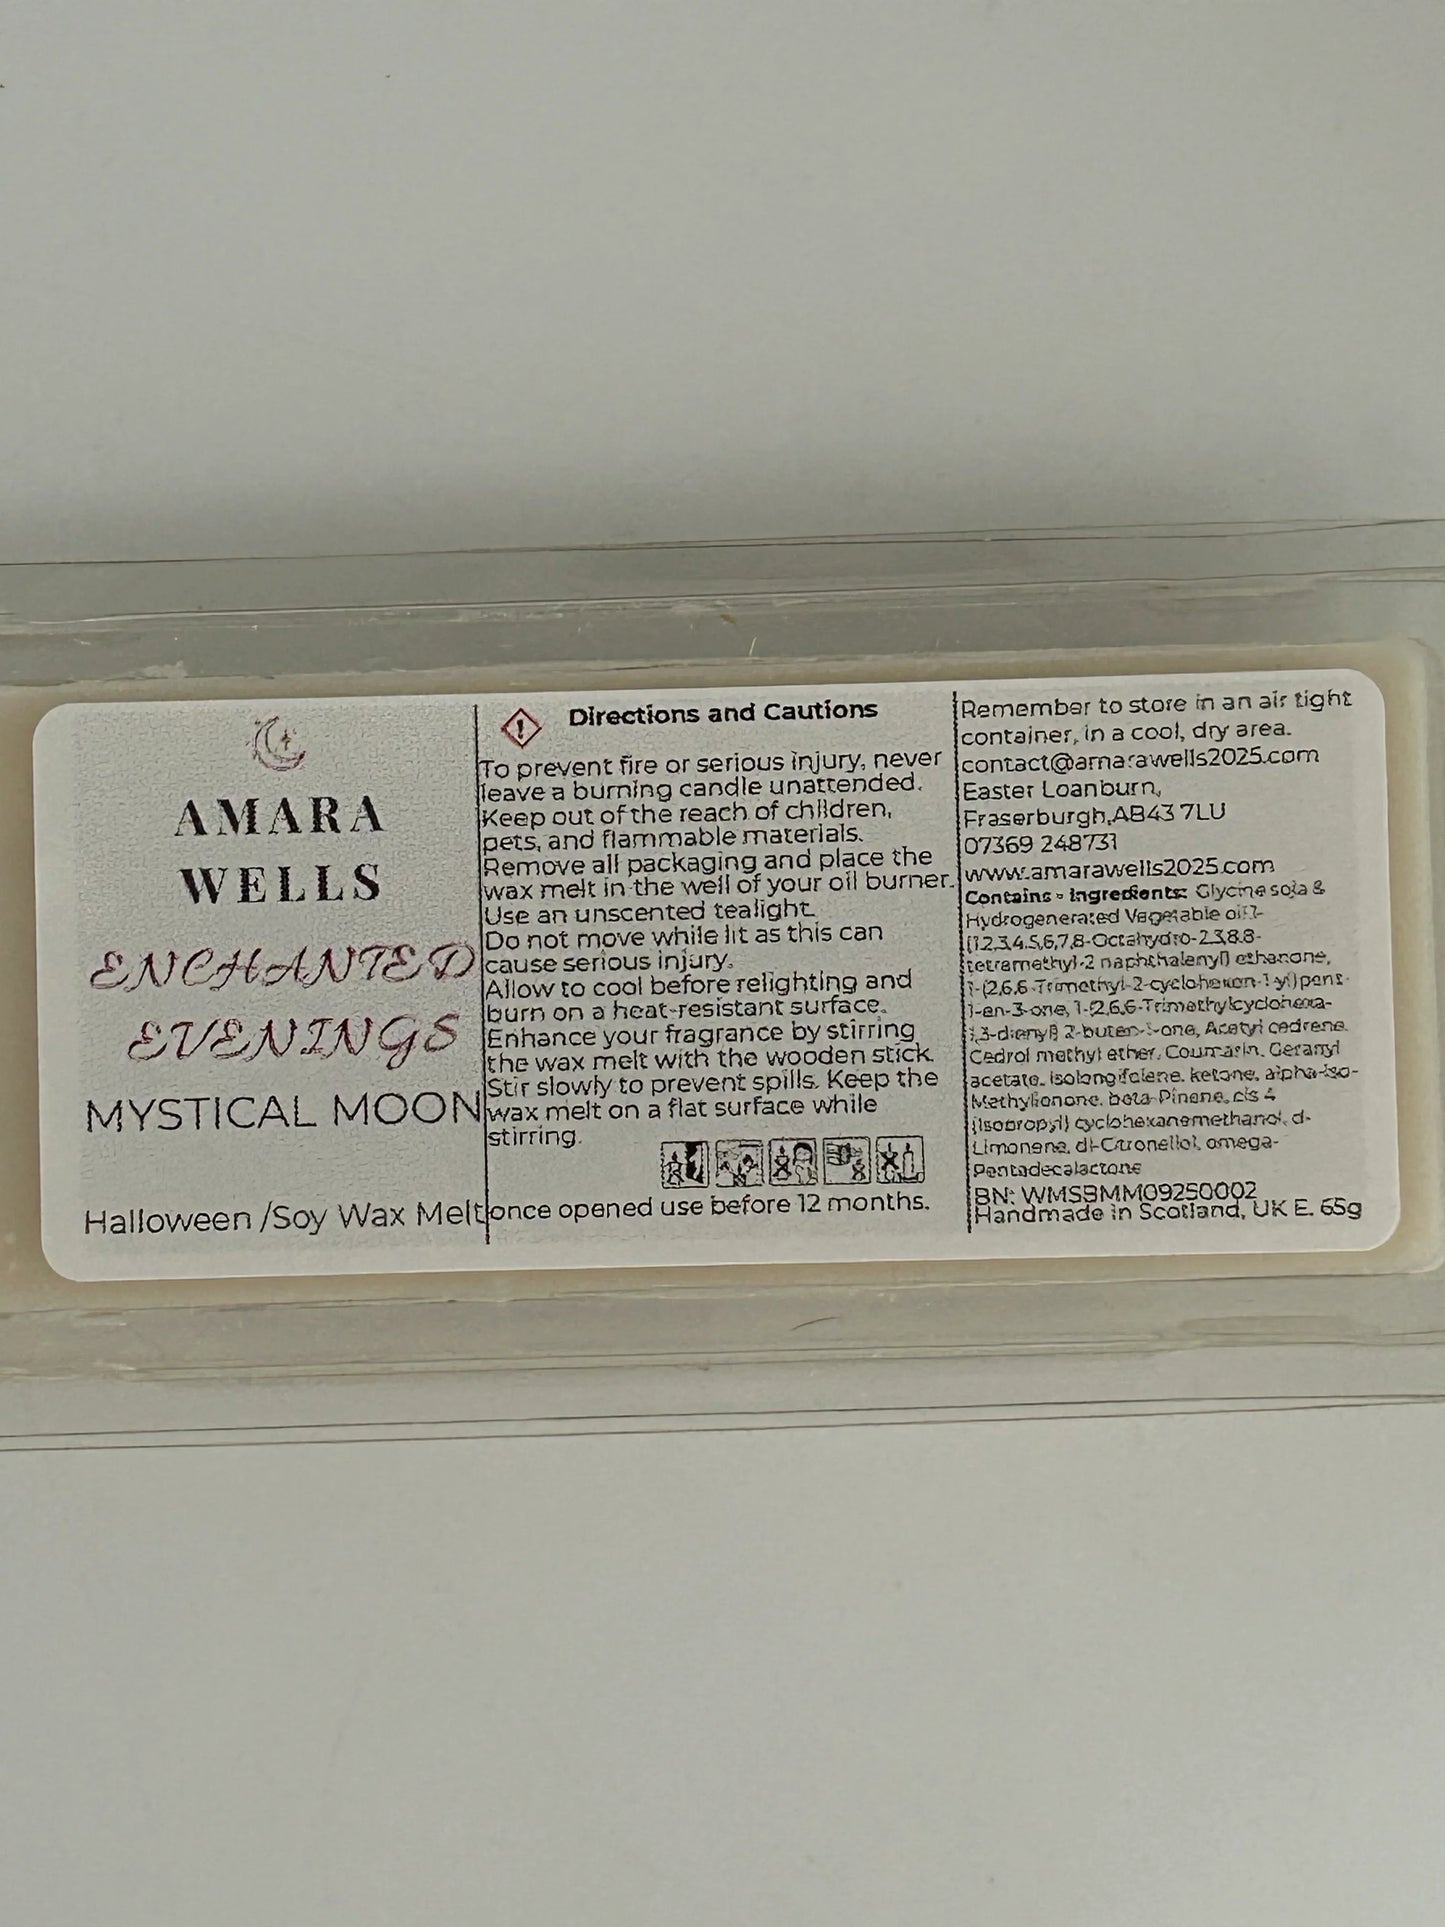 AMARA
WELLS
ENCHANTED
EVENINGS
MYSTICAL MOON
Halloween /Soy Wax Melt
Directions and Cautions
To prevent fire or serious injury, never
leave a burning candle unattended.
Keep out of the reach of children,
pets, and flammable materials.
Remove all packaging and place the
wax melt in the well of your oil burner.
Use an unscented tealight.
Do not move while lit as this can
cause serious injury.
Allow to cool before relighting and
burn on a heat-resistant surface.
Enhance your fragrance by stirring
the wax melt with the wooden stick.
Stir slowly to prevent spills. Keep the
wax melt on a flat surface while
stirring.
once opened use before 12 months.
Remember to store in an air tight
container, in a cool, dry area.
contact@amarawells2025.com
Easter Loanburn,
Fraserburgh,AB43 7LU
07369 248731
www.amarawells2025.com
Contains - Ingredients: Glycine soja &
Hydrogenerated Vegetable oil 1-
(1,2,3,4,5,6,7,8-Octahydro-2,3,8,8-
tetramethyl-2 naphthalenyl) ethanone,
1-(2,6,6-Trimethyl-2-cyclohexen-1-yl)pent-
1-en-3-one, 1-(2,6,6-Trimethylcyclohexa-
1,3-dienyl) 2-buten-1-one, Acetyl cedrene,
Cedrol methyl ether, Coumarin, Geranyl
acetate, Isolongifolene, ketone, alpha-iso-
Methylionone, beta-Pinene, cis 4
(Isopropyl) cyclohexanemethanol, d-
Limonene, dl-Citronellol, omega-
Pentadecalactone
BN: WMSBMM09250002
Handmade in Scotland, UK E. 65g